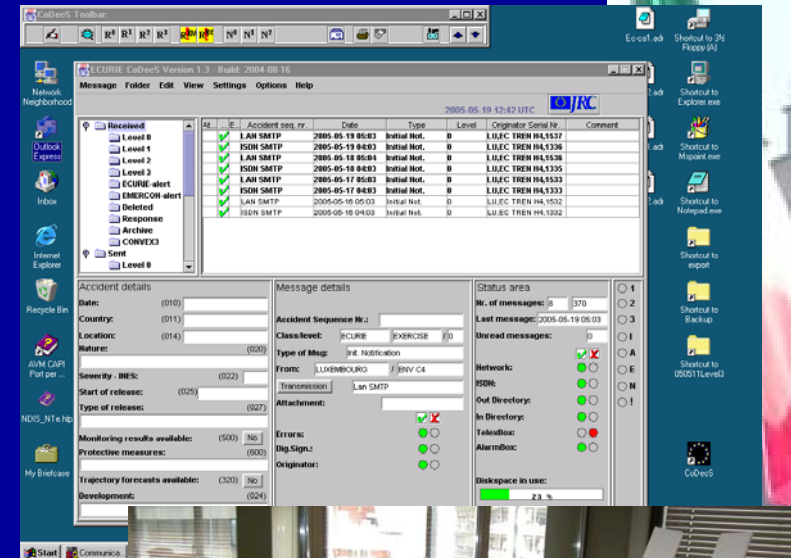 CoDecS Toolbar
R⁰ R¹ R² R³ N⁰ N¹ N²
Ec-ca1.adr
Shortcut to 3½ Floppy (A)
Network Neighborhood
Outlook Express
Inbox
Internet Explorer
Recycle Bin
AVM CAPI Port per ...
NDIS_NTe.hlp
My Briefcase
ECURIE CoDecS Version 1.3 - Build: 2004-08-16
Message Folder Edit View Settings Options Help
2005-05-19 12:42 UTC JRC
Received
Level 0
Level 1
Level 2
Level 3
ECURIE-alert
EMERCON-alert
Deleted
Response
Archive
CONVEX3
Sent
Level 0
At... E... Accident seq. nr. Date Type Level Originator Serial Nr. Comment
LAN SMTP 2005-05-19 05:03 Initial Not. 0 LU,EC TREN H4,1537
ISDN SMTP 2005-05-19 04:03 Initial Not. 0 LU,EC TREN H4,1336
LAN SMTP 2005-05-18 05:04 Initial Not. 0 LU,EC TREN H4,1536
ISDN SMTP 2005-05-18 04:03 Initial Not. 0 LU,EC TREN H4,1335
LAN SMTP 2005-05-17 05:03 Initial Not. 0 LU,EC TREN H4,1533
ISDN SMTP 2005-05-17 04:03 Initial Not. 0 LU,EC TREN H4,1333
LAN SMTP 2005-05-16 05:03 Initial Not. 0 LU,EC TREN H4,1532
ISDN SMTP 2005-05-16 04:03 Initial Not. 0 LU,EC TREN H4,1332
Accident details
Date: (010)
Country: (011)
Location: (014)
Nature: (020)
Severity - INES: (022)
Start of release: (025)
Type of release: (027)
Monitoring results available: (500) No
Protective measures: (600)
Trajectory forecasts available: (320) No
Development: (024)
Message details
Accident Sequence Nr.:
Class/level: ECURIE EXERCISE / 0
Type of Msg: Init. Notification
From: LUXEMBOURG / ENV C4
Transmission Lan SMTP
Attachment:
Errors:
Dig.Sign.:
Originator:
Status area
Nr. of messages: 8 370
Last message: 2005-05-19 05:03
Unread messages: 0
Network:
ISDN:
Out Directory:
In Directory:
TelexBox:
AlarmBox:
Diskspace in use:
23 %
1
2
3
I
A
E
N
!
Shortcut to Explorer.exe
Shortcut to Mspaint.exe
Shortcut to Notepad.exe
Shortcut to export
Shortcut to Backup
Shortcut to 050511Level3
CoDecS
Start Communica...